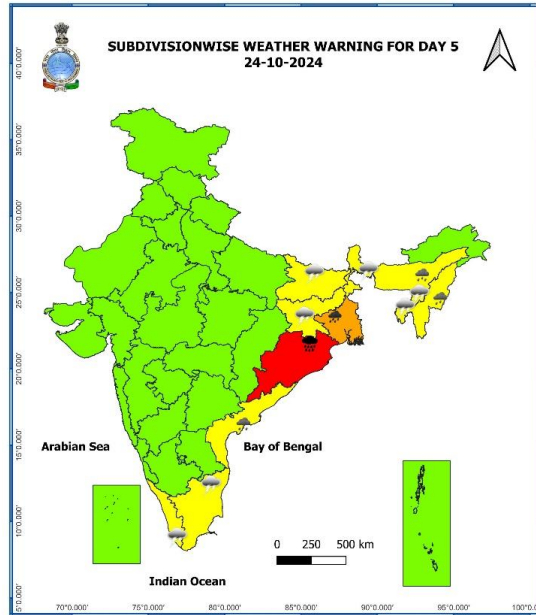 SUBDIVISIONWISE WEATHER WARNING FOR DAY 5
24-10-2024
40°0.000'
35°0.000'
30°0.000'
25°0.000'
20°0.000'
15°0.000'
10°0.000'
5°0.000'
Arabian Sea
Bay of Bengal
0 250 500 km
Indian Ocean
70°0.000' 75°0.000' 80°0.000' 85°0.000' 90°0.000' 95°0.000' 100°0.000'